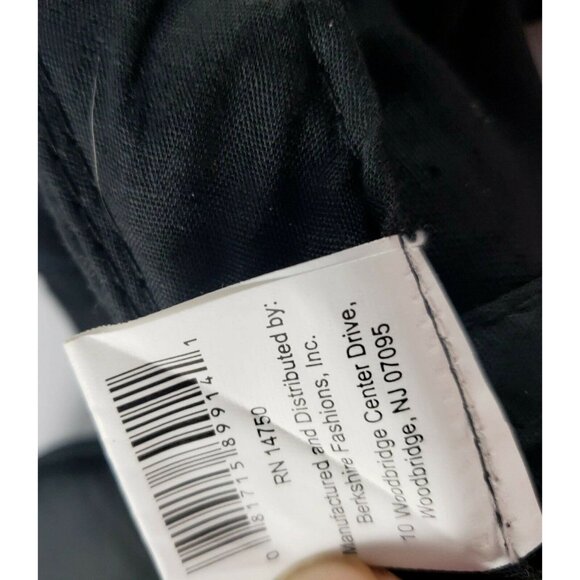 RN 14750
Manufactured and Distributed by:
Berkshire Fashions, Inc.
10 Woodbridge Center Drive,
Woodbridge, NJ 07095
0 81715 89914 1